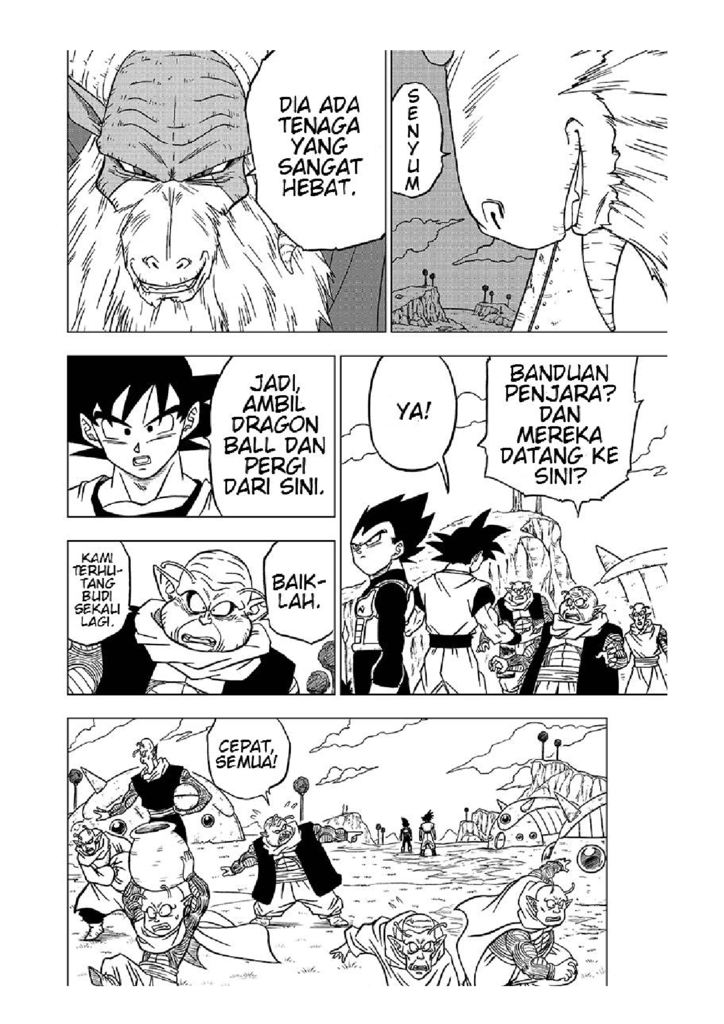 SENYUM
DIA ADA
TENAGA
YANG
SANGAT
HEBAT.
BANDUAN
PENJARA?
DAN
MEREKA
DATANG KE
SINI?
YA!
JADI,
AMBIL
DRAGON
BALL DAN
PERGI
DARI SINI.
BAIK-
LAH.
KAMI
TERHU-
TANG
BUDI
SEKALI
LAGI.
CEPAT,
SEMUA!